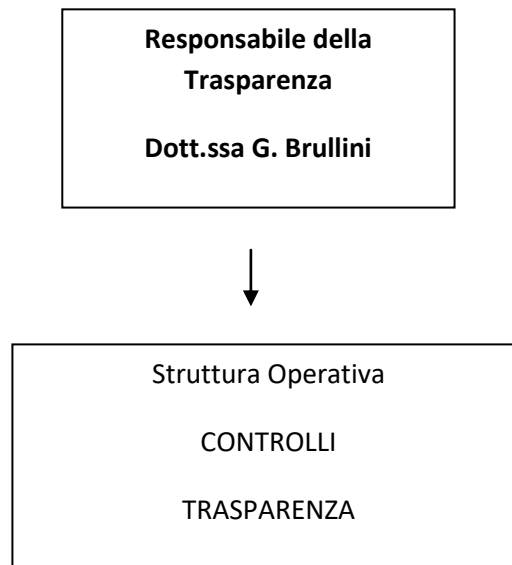 Responsabile della
Trasparenza
Dott.ssa G. Brullini
Struttura Operativa
CONTROLLI
TRASPARENZA